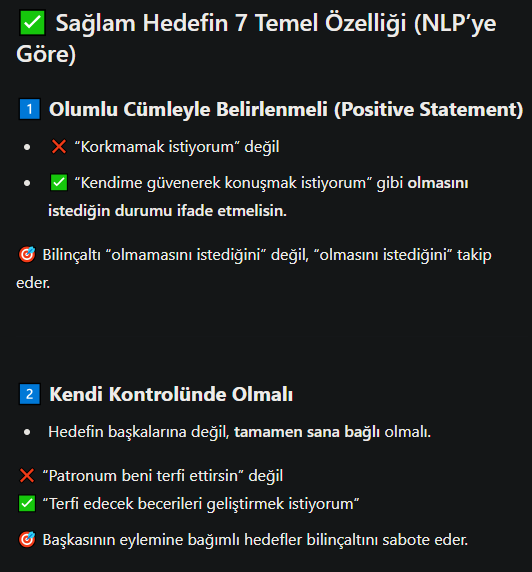 ✅ Sağlam Hedefin 7 Temel Özelliği (NLP’ye
Göre)
1️⃣ Olumlu Cümleyle Belirlenmeli (Positive Statement)
• ❌ “Korkmamak istiyorum” değil
• ✅ “Kendime güvenerek konuşmak istiyorum” gibi olmasını
istediğin durumu ifade etmelisin.
🎯 Bilinçaltı “olmamasını istediğini” değil, “olmasını istediğini” takip
eder.
2️⃣ Kendi Kontrolünde Olmalı
• Hedefin başkalarına değil, tamamen sana bağlı olmalı.
❌ “Patronum beni terfi ettirsin” değil
✅ “Terfi edecek becerileri geliştirmek istiyorum”
🎯 Başkasının eylemine bağımlı hedefler bilinçaltını sabote eder.